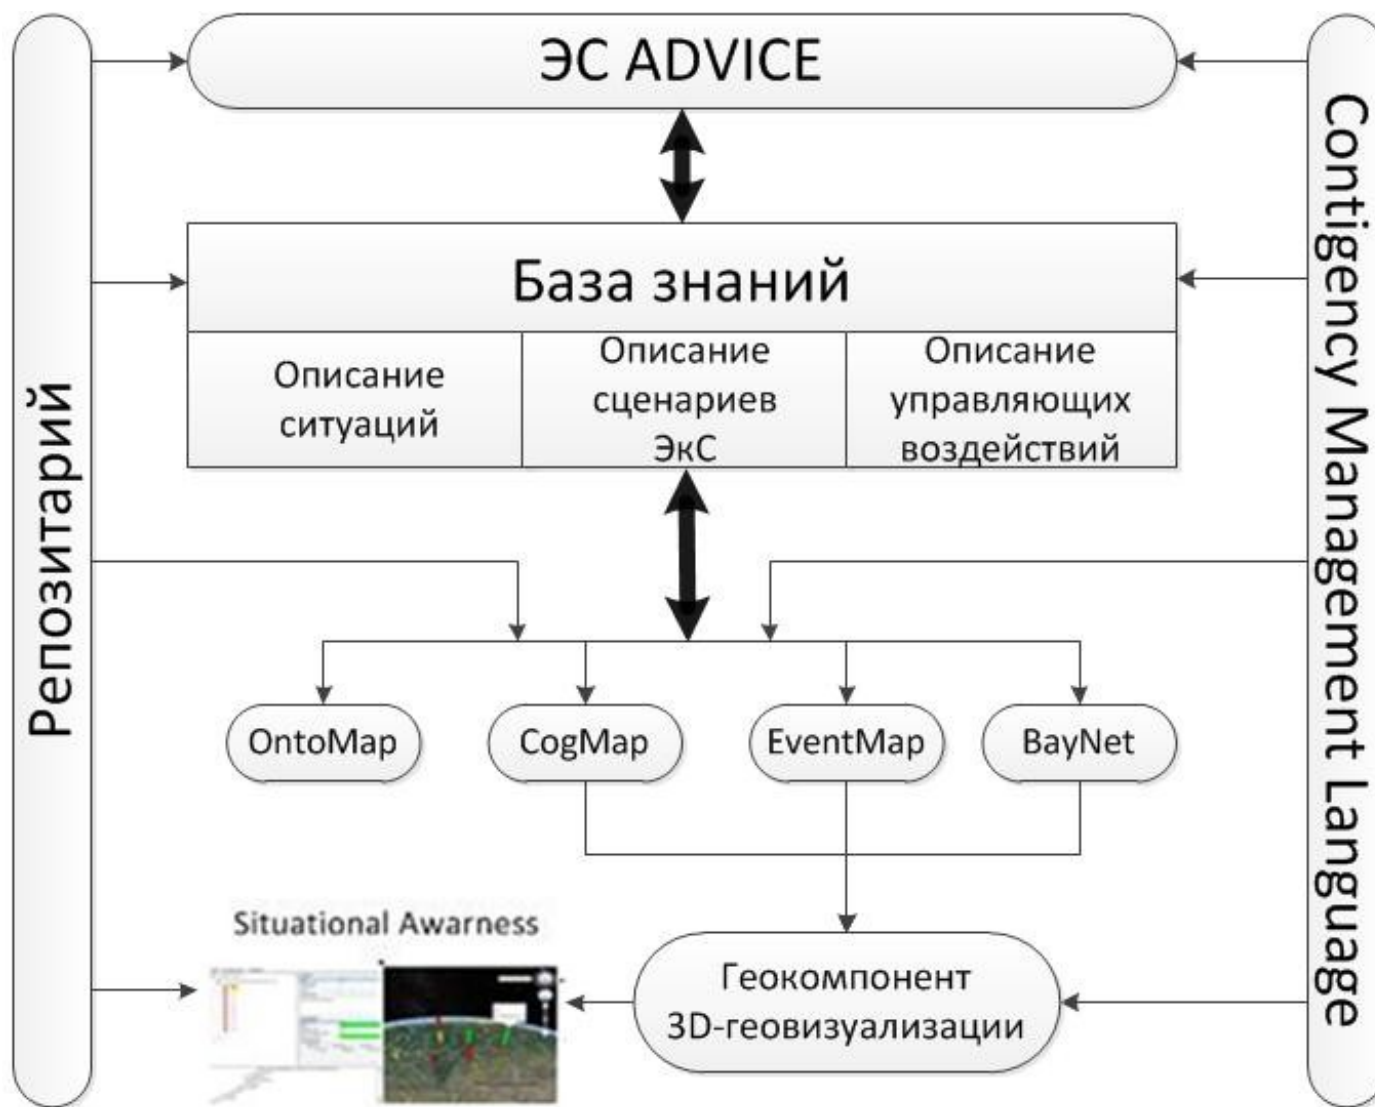 ЭС ADVICE
База знаний
Описание
ситуаций
Описание
сценариев
ЭкС
Описание
управляющих
воздействий
Репозитарий
Contigency Management Language
OntoMap
CogMap
EventMap
BayNet
Situational Awarness
Геокомпонент
3D-геовизуализации